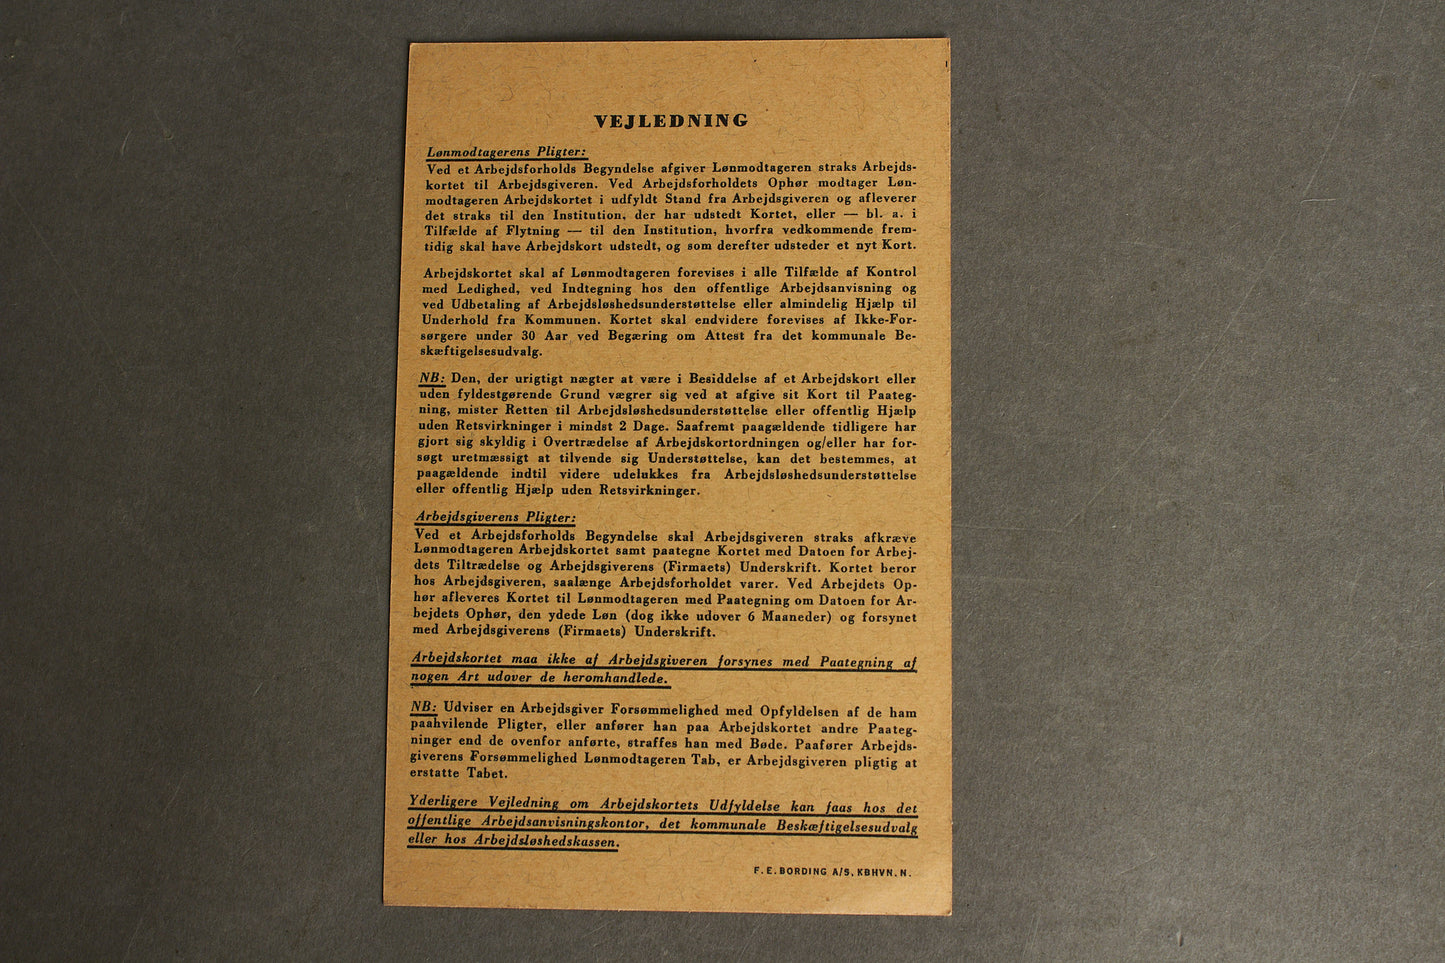 VEJLEDNING
Lønmodtagerens Pligter:
Ved et Arbejdsforholds Begyndelse afgiver Lønmodtageren straks Arbejds-
kortet til Arbejdsgiveren. Ved Arbejdsforholdets Ophør modtager Løn-
modtageren Arbejdskortet i udfyldt Stand fra Arbejdsgiveren og afleverer
det straks til den Institution, der har udstedt Kortet, eller — bl. a. i
Tilfælde af Flytning — til den Institution, hvorfra vedkommende frem-
tidig skal have Arbejdskort udstedt, og som derefter udsteder et nyt Kort.
Arbejdskortet skal af Lønmodtageren forevises i alle Tilfælde af Kontrol
med Ledighed, ved Indtegning hos den offentlige Arbejdsanvisning og
ved Udbetaling af Arbejdsløshedsunderstøttelse eller almindelig Hjælp til
Underhold fra Kommunen. Kortet skal endvidere forevises af Ikke-For-
sørgere under 30 Aar ved Begæring om Attest fra det kommunale Be-
skæftigelsesudvalg.
NB: Den, der urigtigt nægter at være i Besiddelse af et Arbejdskort eller
uden fyldestgørende Grund vægrer sig ved at afgive sit Kort til Paateg-
ning, mister Retten til Arbejdsløshedsunderstøttelse eller offentlig Hjælp
uden Retsvirkninger i mindst 2 Dage. Saafremt paagældende tidligere har
gjort sig skyldig i Overtrædelse af Arbejdskortordningen og/eller har for-
søgt uretmæssigt at tilvende sig Understøttelse, kan det bestemmes, at
paagældende indtil videre udelukkes fra Arbejdsløshedsunderstøttelse
eller offentlig Hjælp uden Retsvirkninger.
Arbejdsgiverens Pligter:
Ved et Arbejdsforholds Begyndelse skal Arbejdsgiveren straks afkræve
Lønmodtageren Arbejdskortet samt paategne Kortet med Datoen for Arbej-
dets Tiltrædelse og Arbejdsgiverens (Firmaets) Underskrift. Kortet beror
hos Arbejdsgiveren, saalænge Arbejdsforholdet varer. Ved Arbejdets Op-
hør afleveres Kortet til Lønmodtageren med Paategning om Datoen for Ar-
bejdets Ophør, den ydede Løn (dog ikke udover 6 Maaneder) og forsynet
med Arbejdsgiverens (Firmaets) Underskrift.
Arbejdskortet maa ikke af Arbejdsgiveren forsynes med Paategning af
nogen Art udover de heromhandlede.
NB: Udviser en Arbejdsgiver Forsømmelighed med Opfyldelsen af de ham
paahvilende Pligter, eller anfører han paa Arbejdskortet andre Paateg-
ninger end de ovenfor anførte, straffes han med Bøde. Paafører Arbejds-
giverens Forsømmelighed Lønmodtageren Tab, er Arbejdsgiveren pligtig at
erstatte Tabet.
Yderligere Vejledning om Arbejdskortets Udfyldelse kan faas hos det
offentlige Arbejdsanvisningskontor, det kommunale Beskæftigelsesudvalg
eller hos Arbejdsløshedskassen.
F. E. BORDING A/S, KBHVN. N.